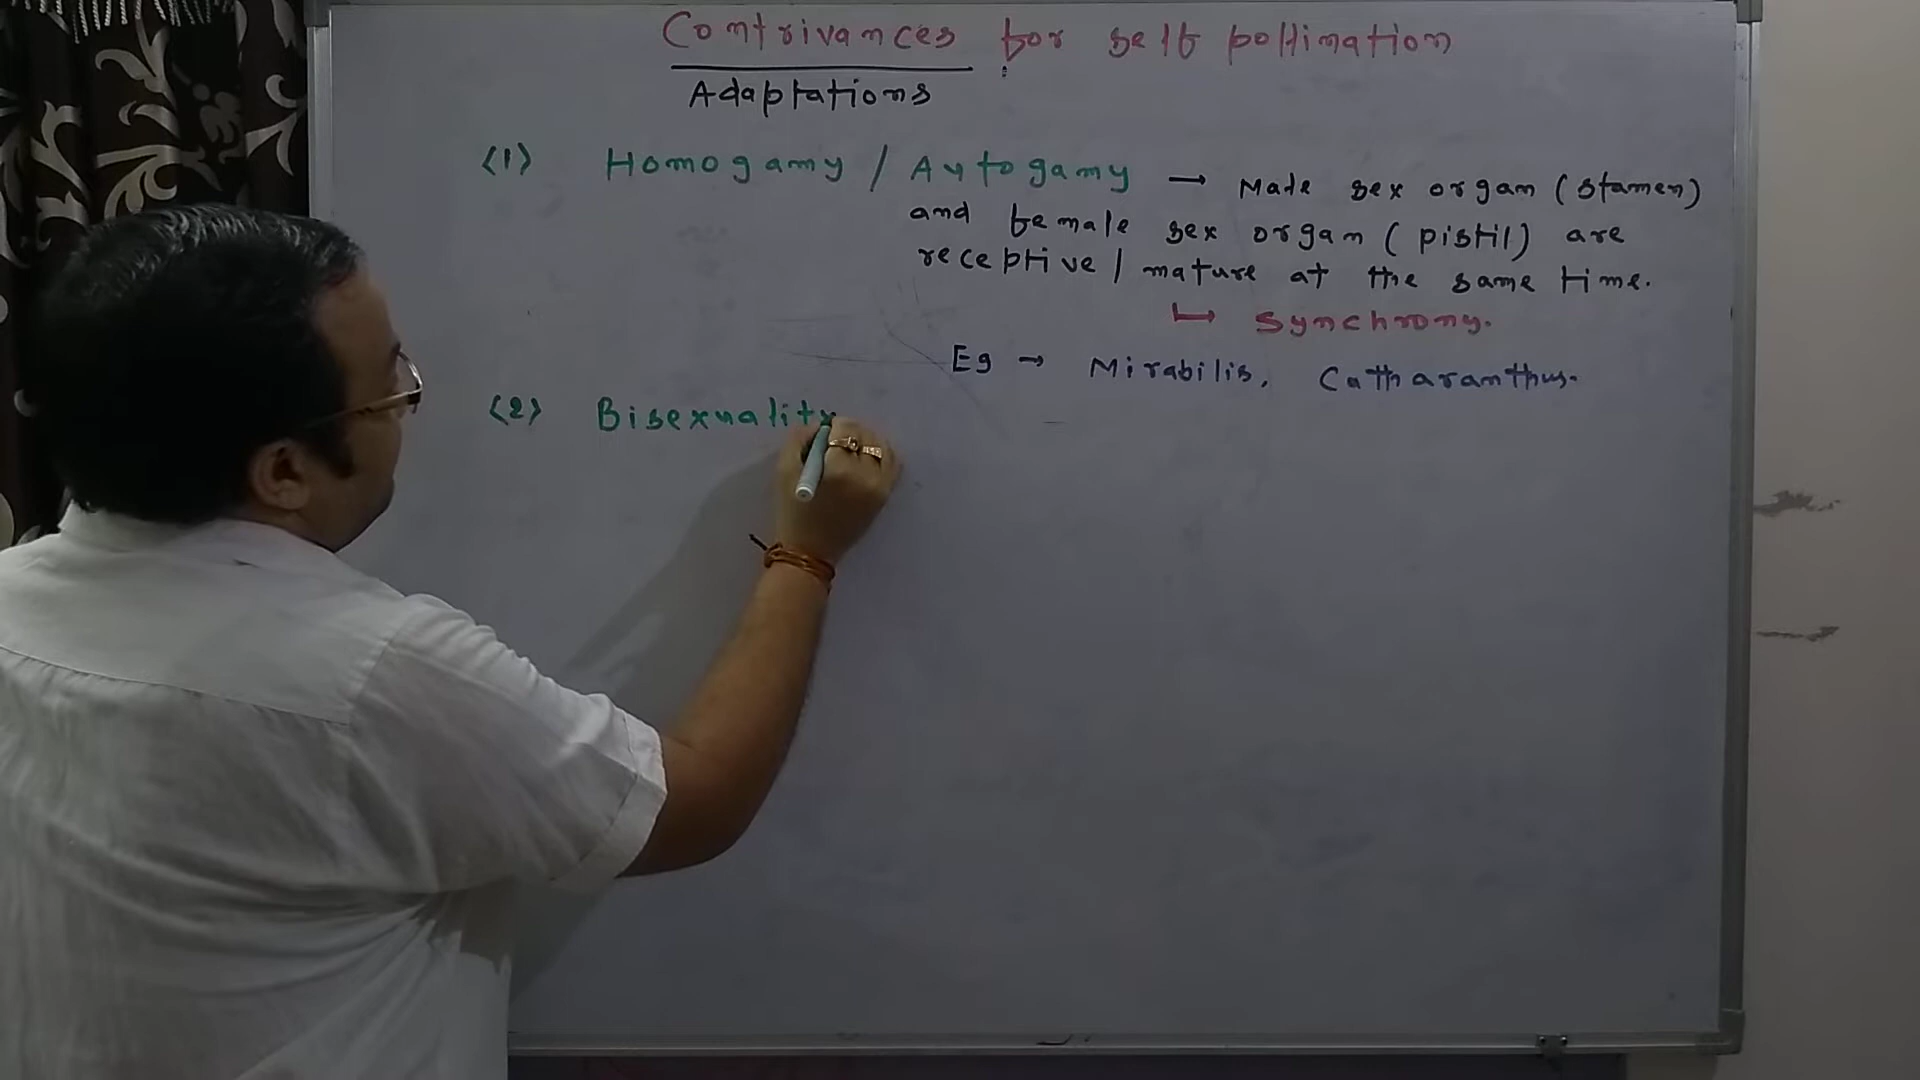 Contrivances for self pollination
Adaptations
(1) Homogamy / Autogamy → Male sex organ (stamen)
and female sex organ (pistil) are
receptive / mature at the same time.
↳ Synchrony.
Eg → Mirabilis, Catharanthus.
(2) Bisexuality